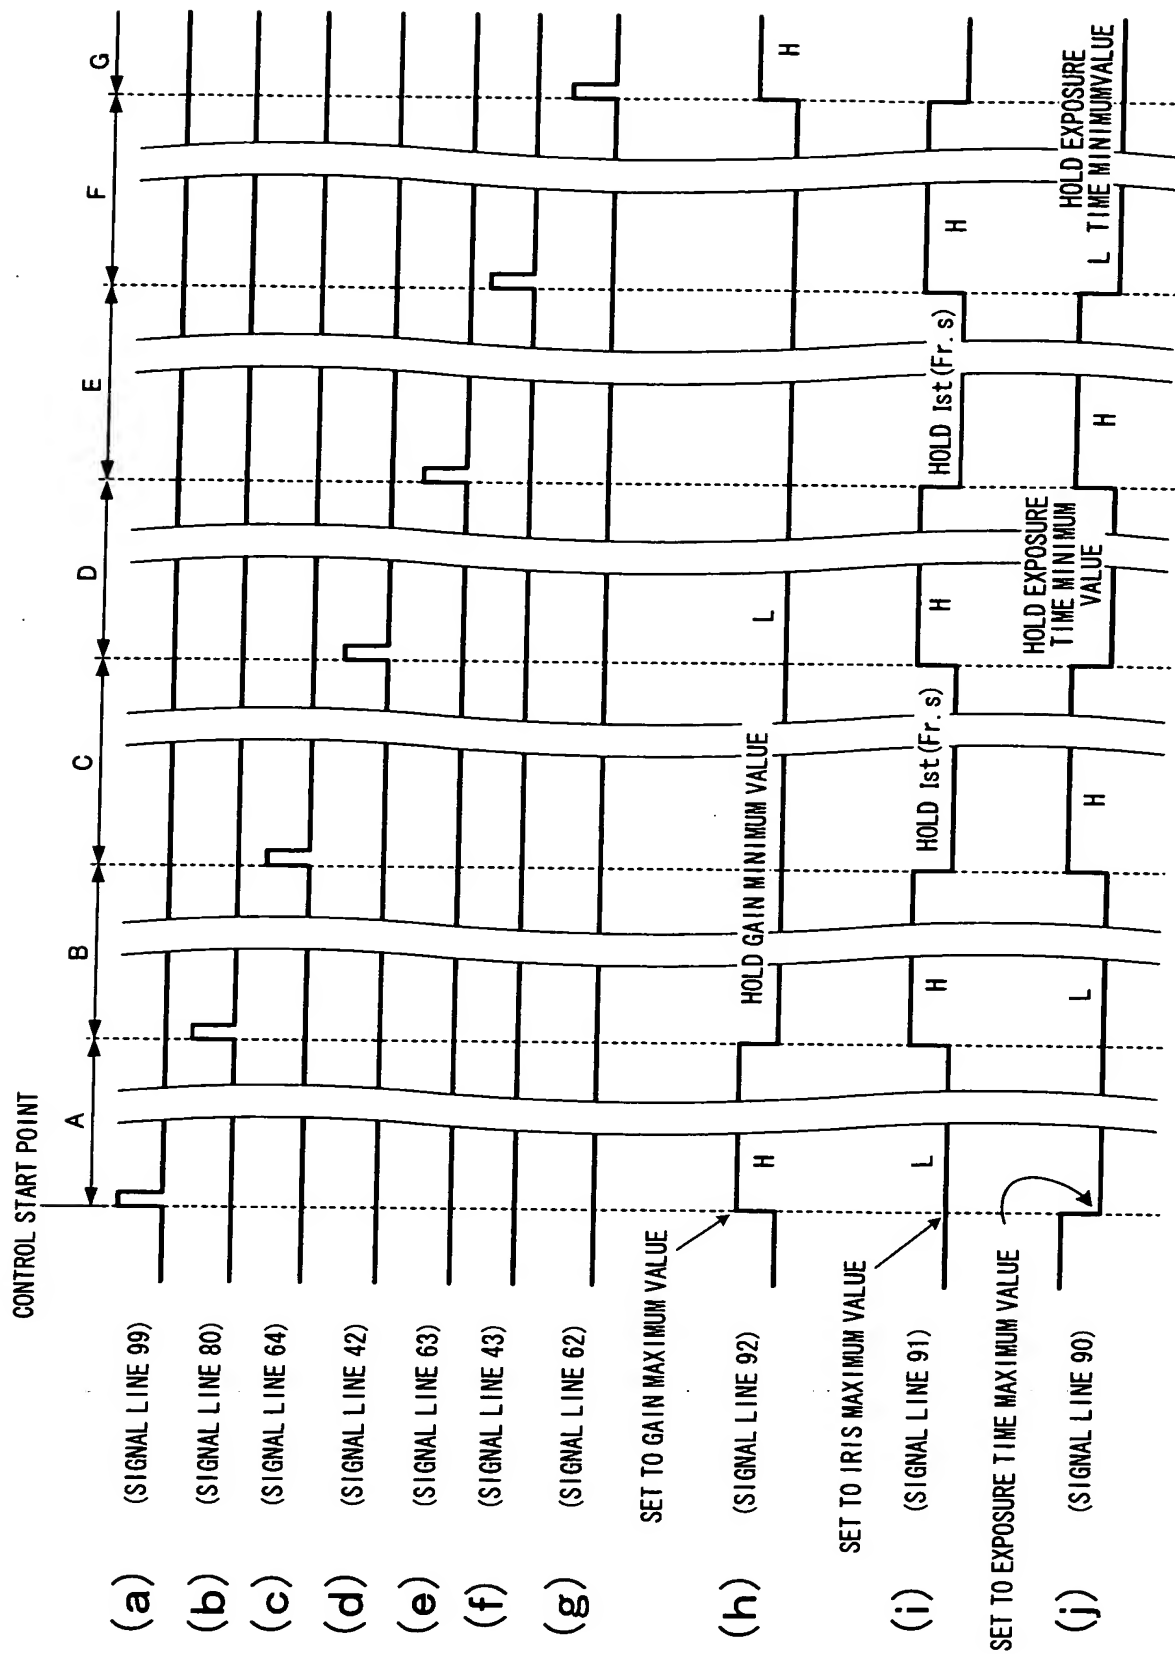 CONTROL START POINT
A
B
C
D
E
F
G
(a) (SIGNAL LINE 99)
(b) (SIGNAL LINE 80)
(c) (SIGNAL LINE 64)
(d) (SIGNAL LINE 42)
(e) (SIGNAL LINE 63)
(f) (SIGNAL LINE 43)
(g) (SIGNAL LINE 62)
SET TO GAIN MAXIMUM VALUE
(h) (SIGNAL LINE 92)
H
HOLD GAIN MINIMUM VALUE
L
H
SET TO IRIS MAXIMUM VALUE
(i) (SIGNAL LINE 91)
L
H
HOLD Ist(Fr.s)
H
HOLD Ist(Fr.s)
H
SET TO EXPOSURE TIME MAXIMUM VALUE
(j) (SIGNAL LINE 90)
L
H
HOLD EXPOSURE
TIME MINIMUM
VALUE
H
L
HOLD EXPOSURE
TIME MINIMUMVALUE